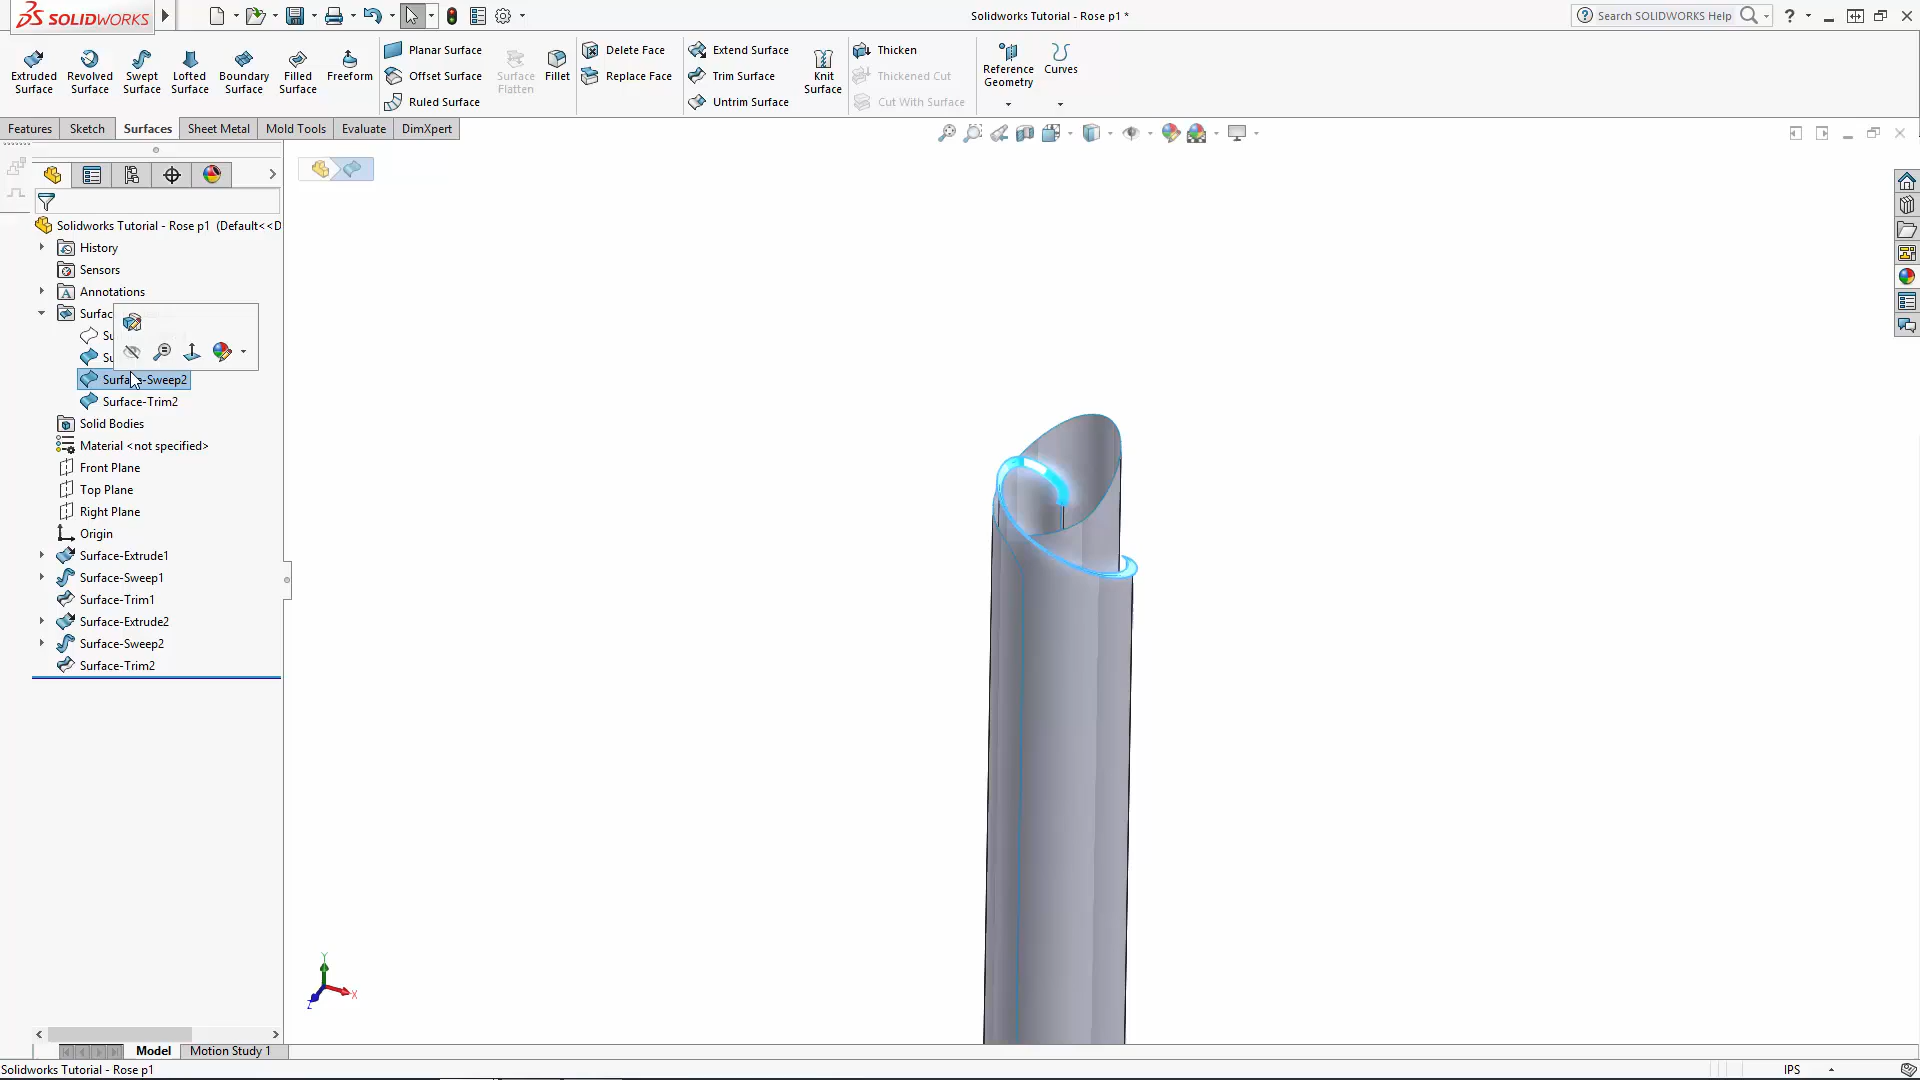 SOLIDWORKS
Solidworks Tutorial - Rose p1 *
Search SOLIDWORKS Help
Extruded Surface
Revolved Surface
Swept Surface
Lofted Surface
Boundary Surface
Filled Surface
Freeform
Planar Surface
Offset Surface
Ruled Surface
Surface Flatten
Fillet
Delete Face
Replace Face
Extend Surface
Trim Surface
Untrim Surface
Knit Surface
Thicken
Thickened Cut
Cut With Surface
Reference Geometry
Curves
Features
Sketch
Surfaces
Sheet Metal
Mold Tools
Evaluate
DimXpert
Solidworks Tutorial - Rose p1 (Default<<D
History
Sensors
Annotations
Surfac
Su
Su
Surface-Sweep2
Surface-Trim2
Solid Bodies
Material <not specified>
Front Plane
Top Plane
Right Plane
Origin
Surface-Extrude1
Surface-Sweep1
Surface-Trim1
Surface-Extrude2
Surface-Sweep2
Surface-Trim2
Y
X
Z
Model
Motion Study 1
Solidworks Tutorial - Rose p1
IPS